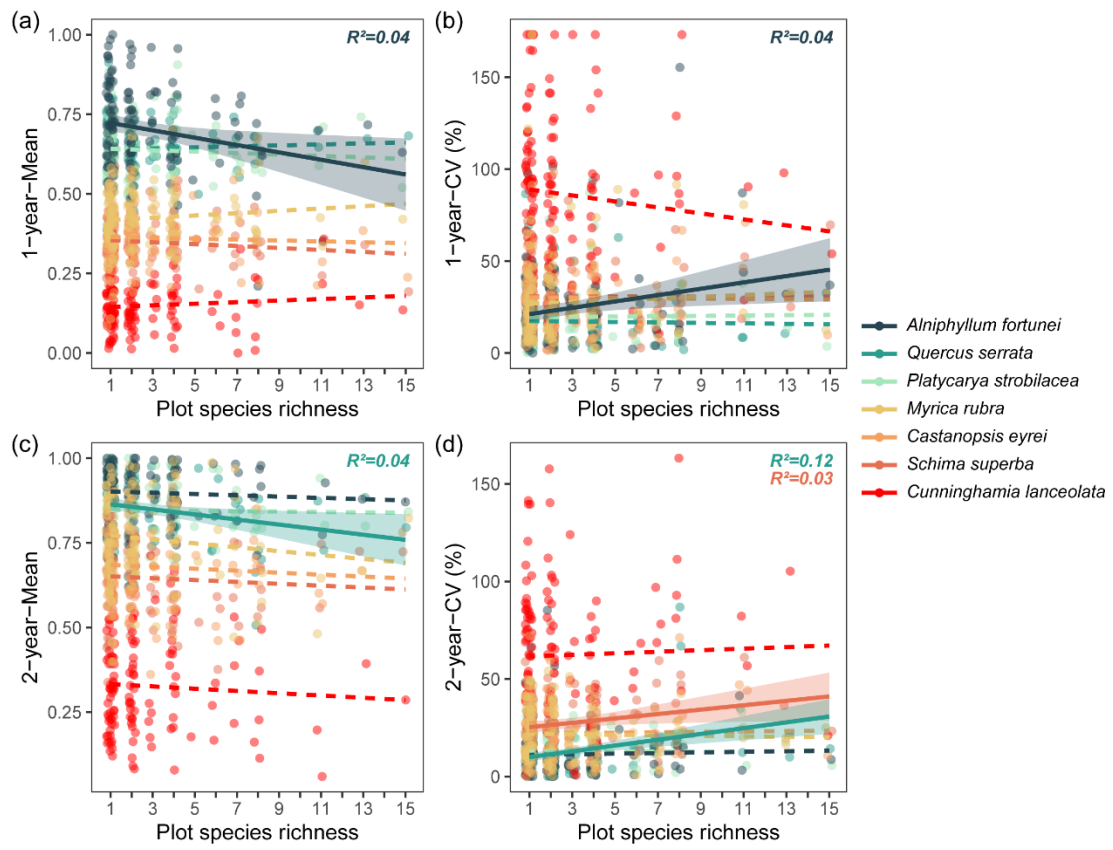 (a)
R²=0.04
1.00
0.75
0.50
0.25
0.00
1-year-Mean
1 3 5 7 9 11 13 15
Plot species richness
(b)
R²=0.04
150
100
50
0
1-year-CV (%)
1 3 5 7 9 11 13 15
Plot species richness
(c)
R²=0.04
1.00
0.75
0.50
0.25
2-year-Mean
1 3 5 7 9 11 13 15
Plot species richness
(d)
R²=0.12
R²=0.03
150
100
50
0
2-year-CV (%)
1 3 5 7 9 11 13 15
Plot species richness
Alniphyllum fortunei
Quercus serrata
Platycarya strobilacea
Myrica rubra
Castanopsis eyrei
Schima superba
Cunninghamia lanceolata